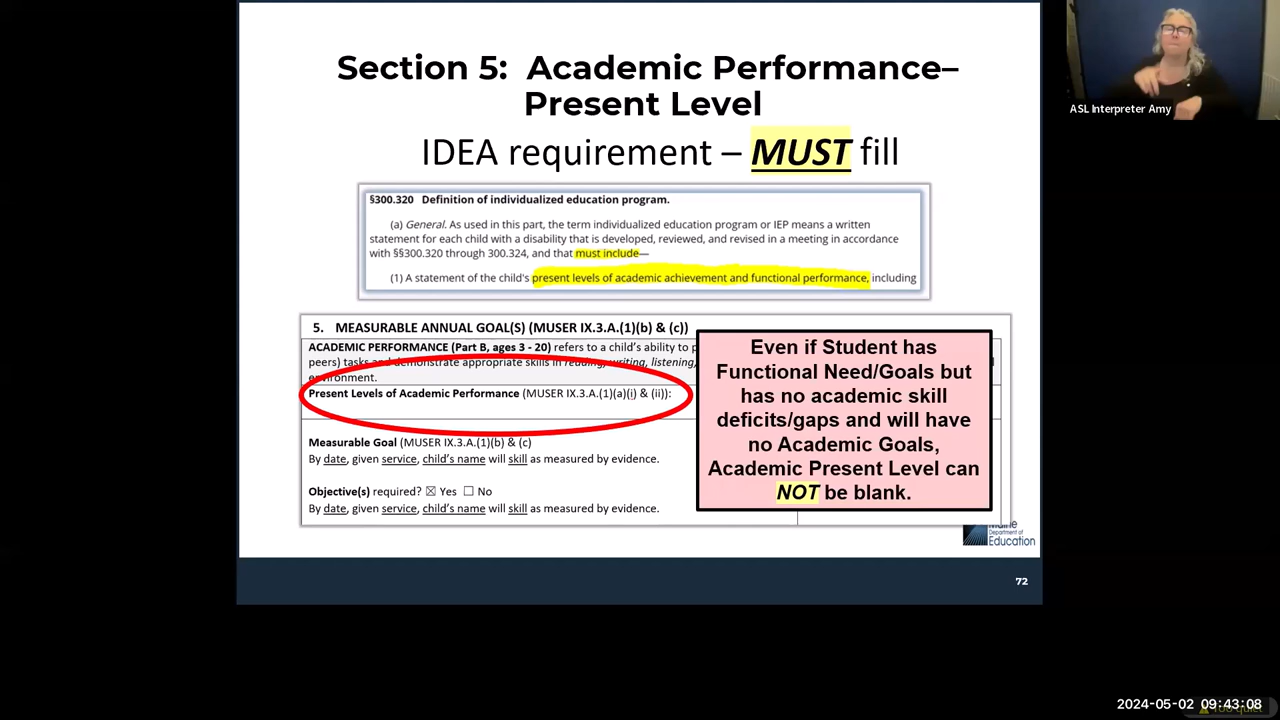 Section 5:  Academic Performance–
Present Level
IDEA requirement – MUST fill
§300.320   Definition of individualized education program.
(a) General. As used in this part, the term individualized education program or IEP means a written
statement for each child with a disability that is developed, reviewed, and revised in a meeting in accordance
with §§300.320 through 300.324, and that must include—
(1) A statement of the child's present levels of academic achievement and functional performance, including
5.   MEASURABLE ANNUAL GOAL(S) (MUSER IX.3.A.(1)(b) & (c))
ACADEMIC PERFORMANCE (Part B, ages 3 - 20) refers to a child's ability to p
peers) tasks and demonstrate appropriate skills in reading, writing, listening,
environment.
Present Levels of Academic Performance (MUSER IX.3.A.(1)(a)(i) & (ii)):
Measurable Goal (MUSER IX.3.A.(1)(b) & (c)
By date, given service, child's name will skill as measured by evidence.
Objective(s) required? ☒ Yes ☐ No
By date, given service, child's name will skill as measured by evidence.
Even if Student has
Functional Need/Goals but
has no academic skill
deficits/gaps and will have
no Academic Goals,
Academic Present Level can
NOT be blank.
Maine
Department of
Education
72
ASL Interpreter Amy
2024-05-02 09:43:08